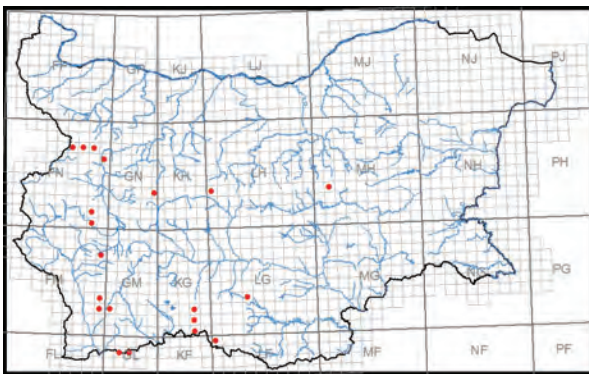 FP GP KJ LJ MJ NJ PJ
FN GN KH LH MH NH PH
FM GM KG LG MG NG PG
FL GL KF LF MF NF PF